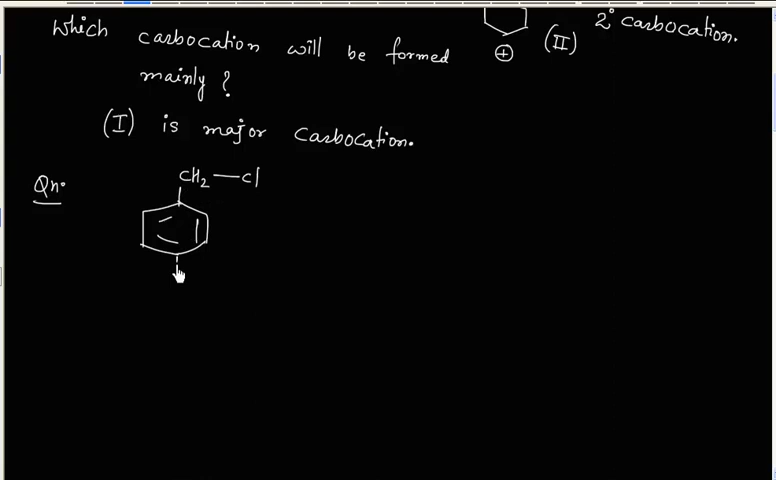 Which carbocation will be formed
mainly?
⊕ (II) 2° carbocation.
(I) is major carbocation.
Qn.
CH₂—Cl